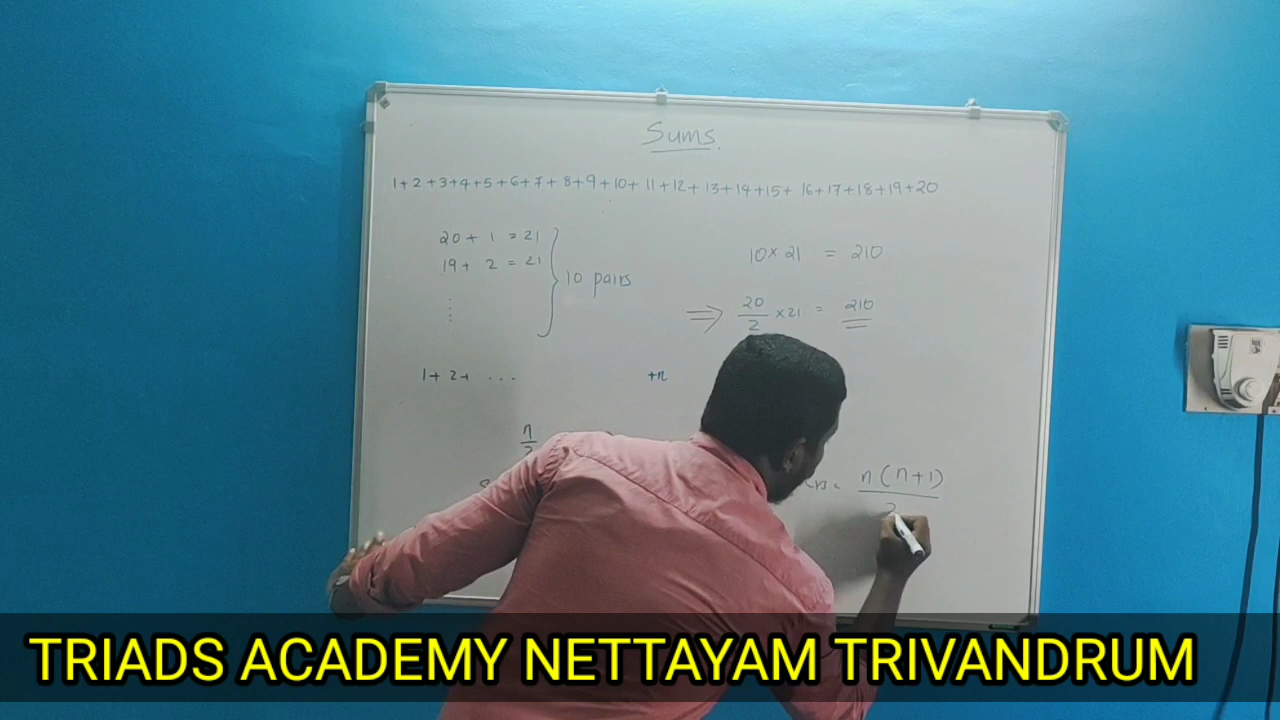 Sums.
1+2+3+4+5+6+7+8+9+10+11+12+13+14+15+16+17+18+19+20
20+1=21
19+2=21
⋮
} 10 pairs
10×21 = 210
⇒ 20/2 ×21 = 210
1+2+ ... +n
n
n(n+1)/2
TRIADS ACADEMY NETTAYAM TRIVANDRUM